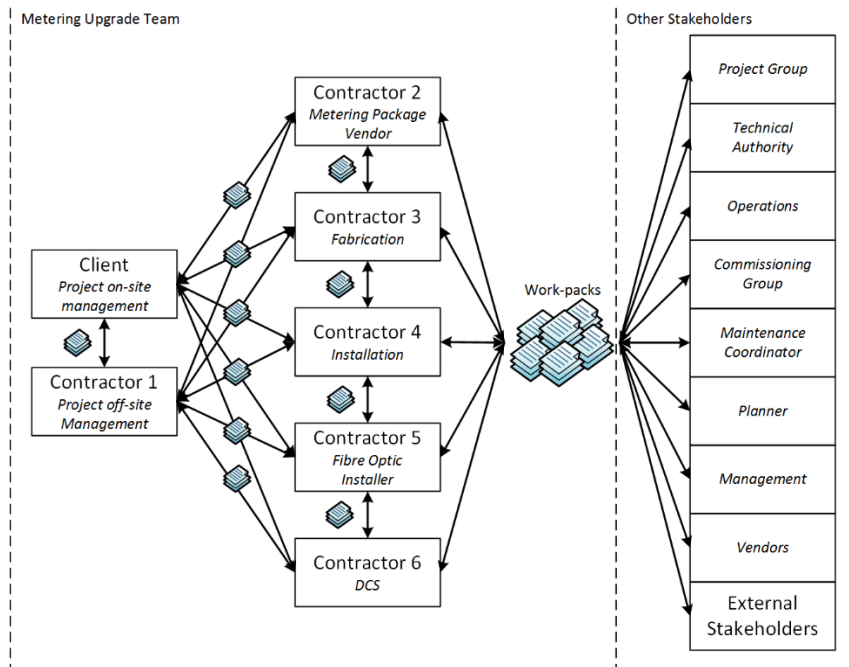 Metering Upgrade Team
Other Stakeholders
Contractor 2
Metering Package
Vendor
Contractor 3
Fabrication
Client
Project on-site
management
Contractor 1
Project off-site
Management
Contractor 4
Installation
Contractor 5
Fibre Optic
Installer
Contractor 6
DCS
Work-packs
Project Group
Technical
Authority
Operations
Commissioning
Group
Maintenance
Coordinator
Planner
Management
Vendors
External
Stakeholders